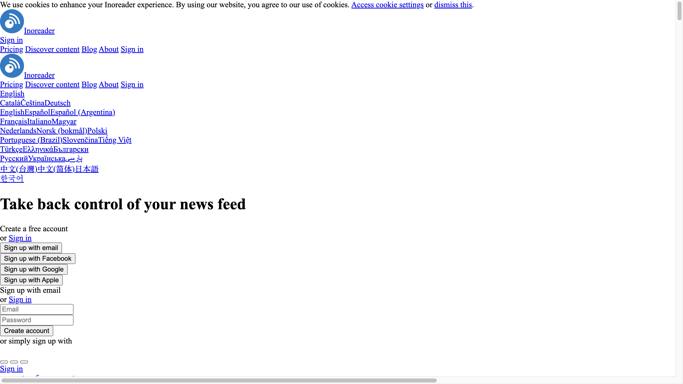 We use cookies to enhance your Inoreader experience. By using our website, you agree to our use of cookies. Access cookie settings or dismiss this.
Inoreader
Sign in
Pricing Discover content Blog About Sign in
Inoreader
Pricing Discover content Blog About Sign in
English
CatalàČeštinaDeutsch
EnglishEspañolEspañol (Argentina)
FrançaisItalianoMagyar
NederlandsNorsk (bokmål)Polski
Portuguese (Brazil)SlovenčinaTiếng Việt
TürkçeΕλληνικάБългарски
РусскийУкраїнськаپارسی
中文(台灣)中文(简体)日本語
한국어
Take back control of your news feed
Create a free account
or Sign in
Sign up with email
Sign up with Facebook
Sign up with Google
Sign up with Apple
Sign up with email
or Sign in
Email
Password
Create account
or simply sign up with
Sign in